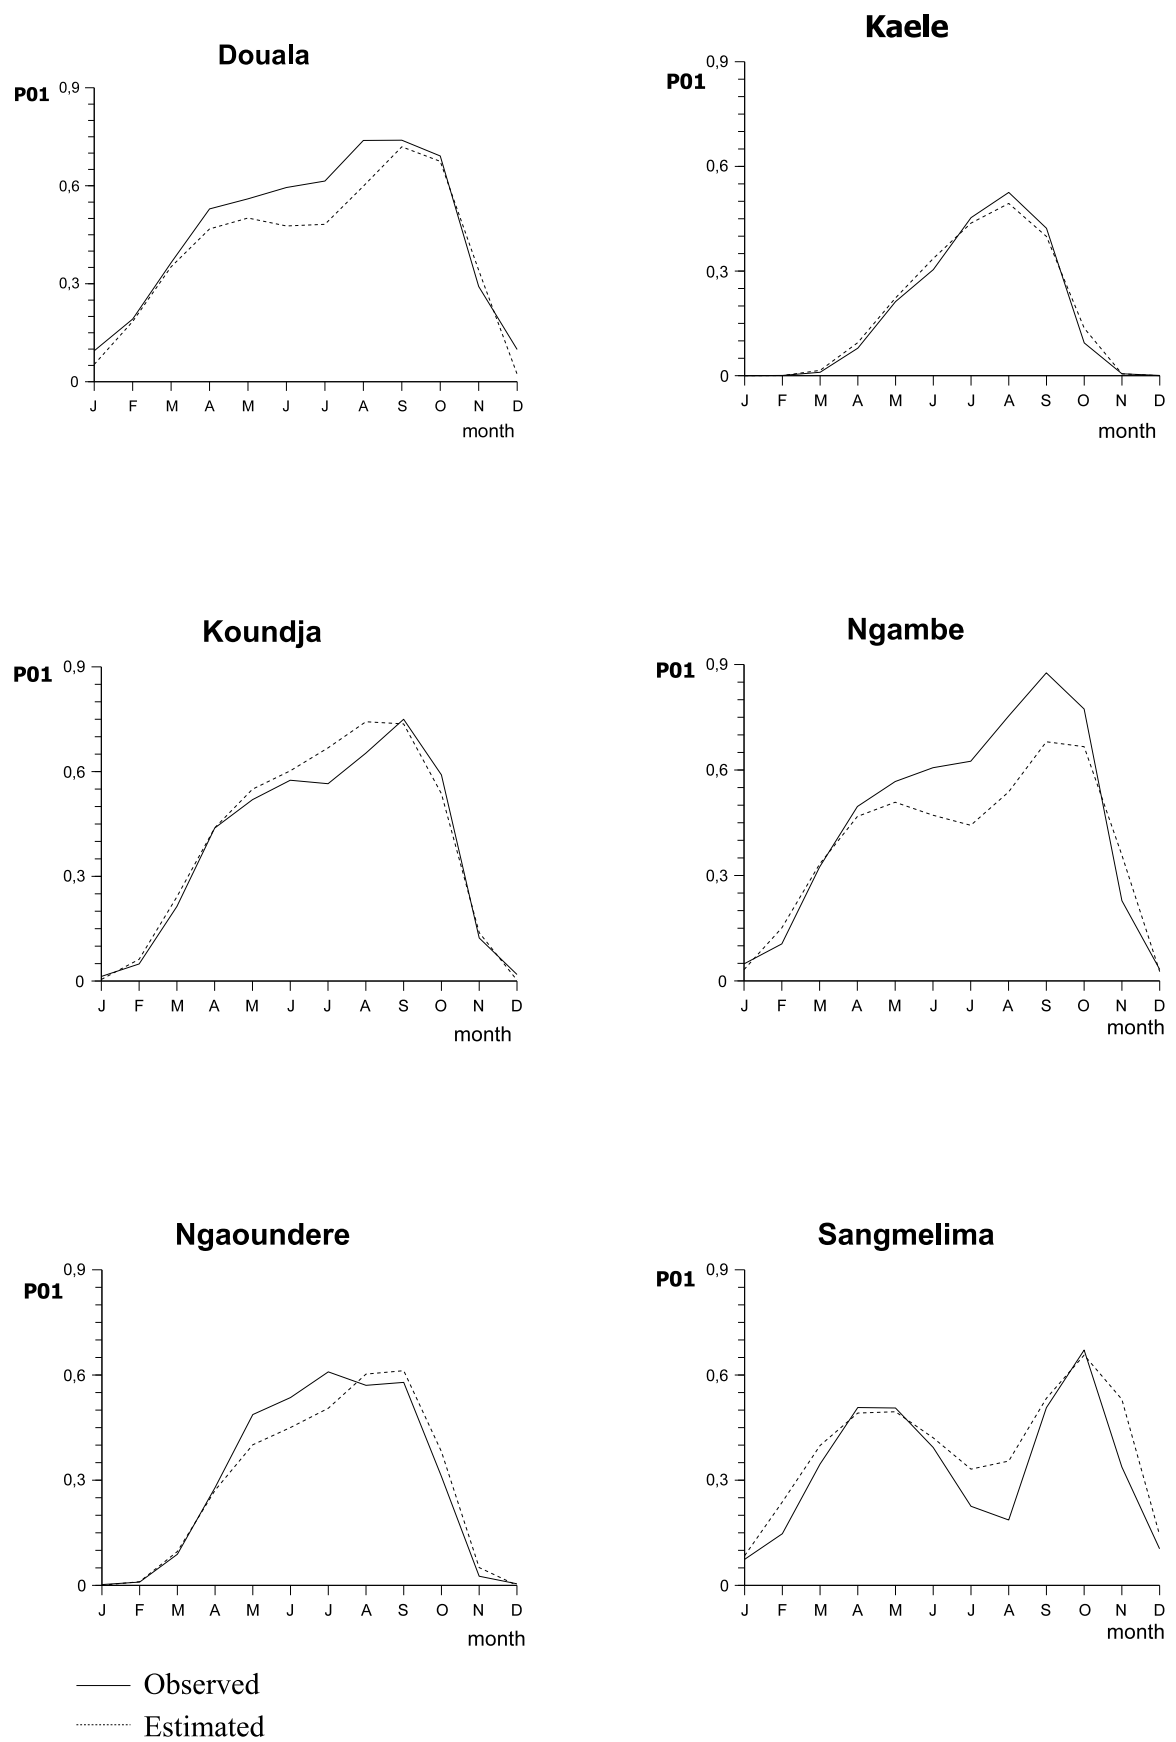 Douala
P01
0,9
0,6
0,3
0
J F M A M J J A S O N D
month
Kaele
P01
0,9
0,6
0,3
0
J F M A M J J A S O N D
month
Koundja
P01
0,9
0,6
0,3
0
J F M A M J J A S O N D
month
Ngambe
P01
0,9
0,6
0,3
0
J F M A M J J A S O N D
month
Ngaoundere
P01
0,9
0,6
0,3
0
J F M A M J J A S O N D
month
Sangmelima
P01
0,9
0,6
0,3
0
J F M A M J J A S O N D
month
Observed
Estimated